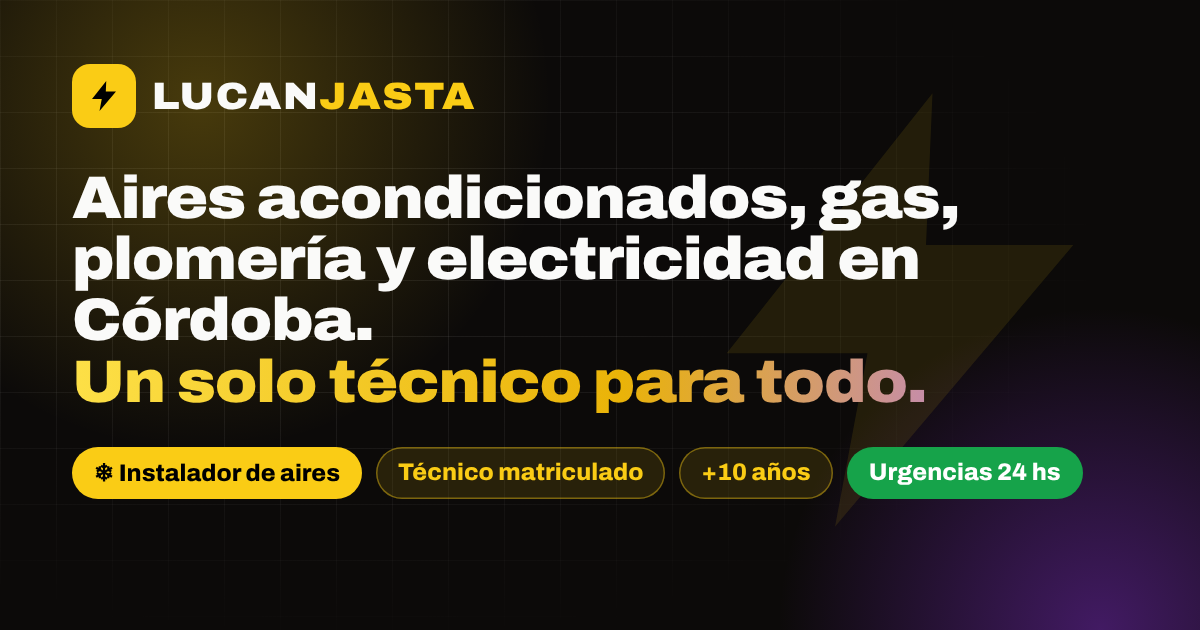 LUCANJASTA
Aires acondicionados, gas,
plomería y electricidad en
Córdoba.
Un solo técnico para todo.
❄ Instalador de aires
Técnico matriculado
+10 años
Urgencias 24 hs